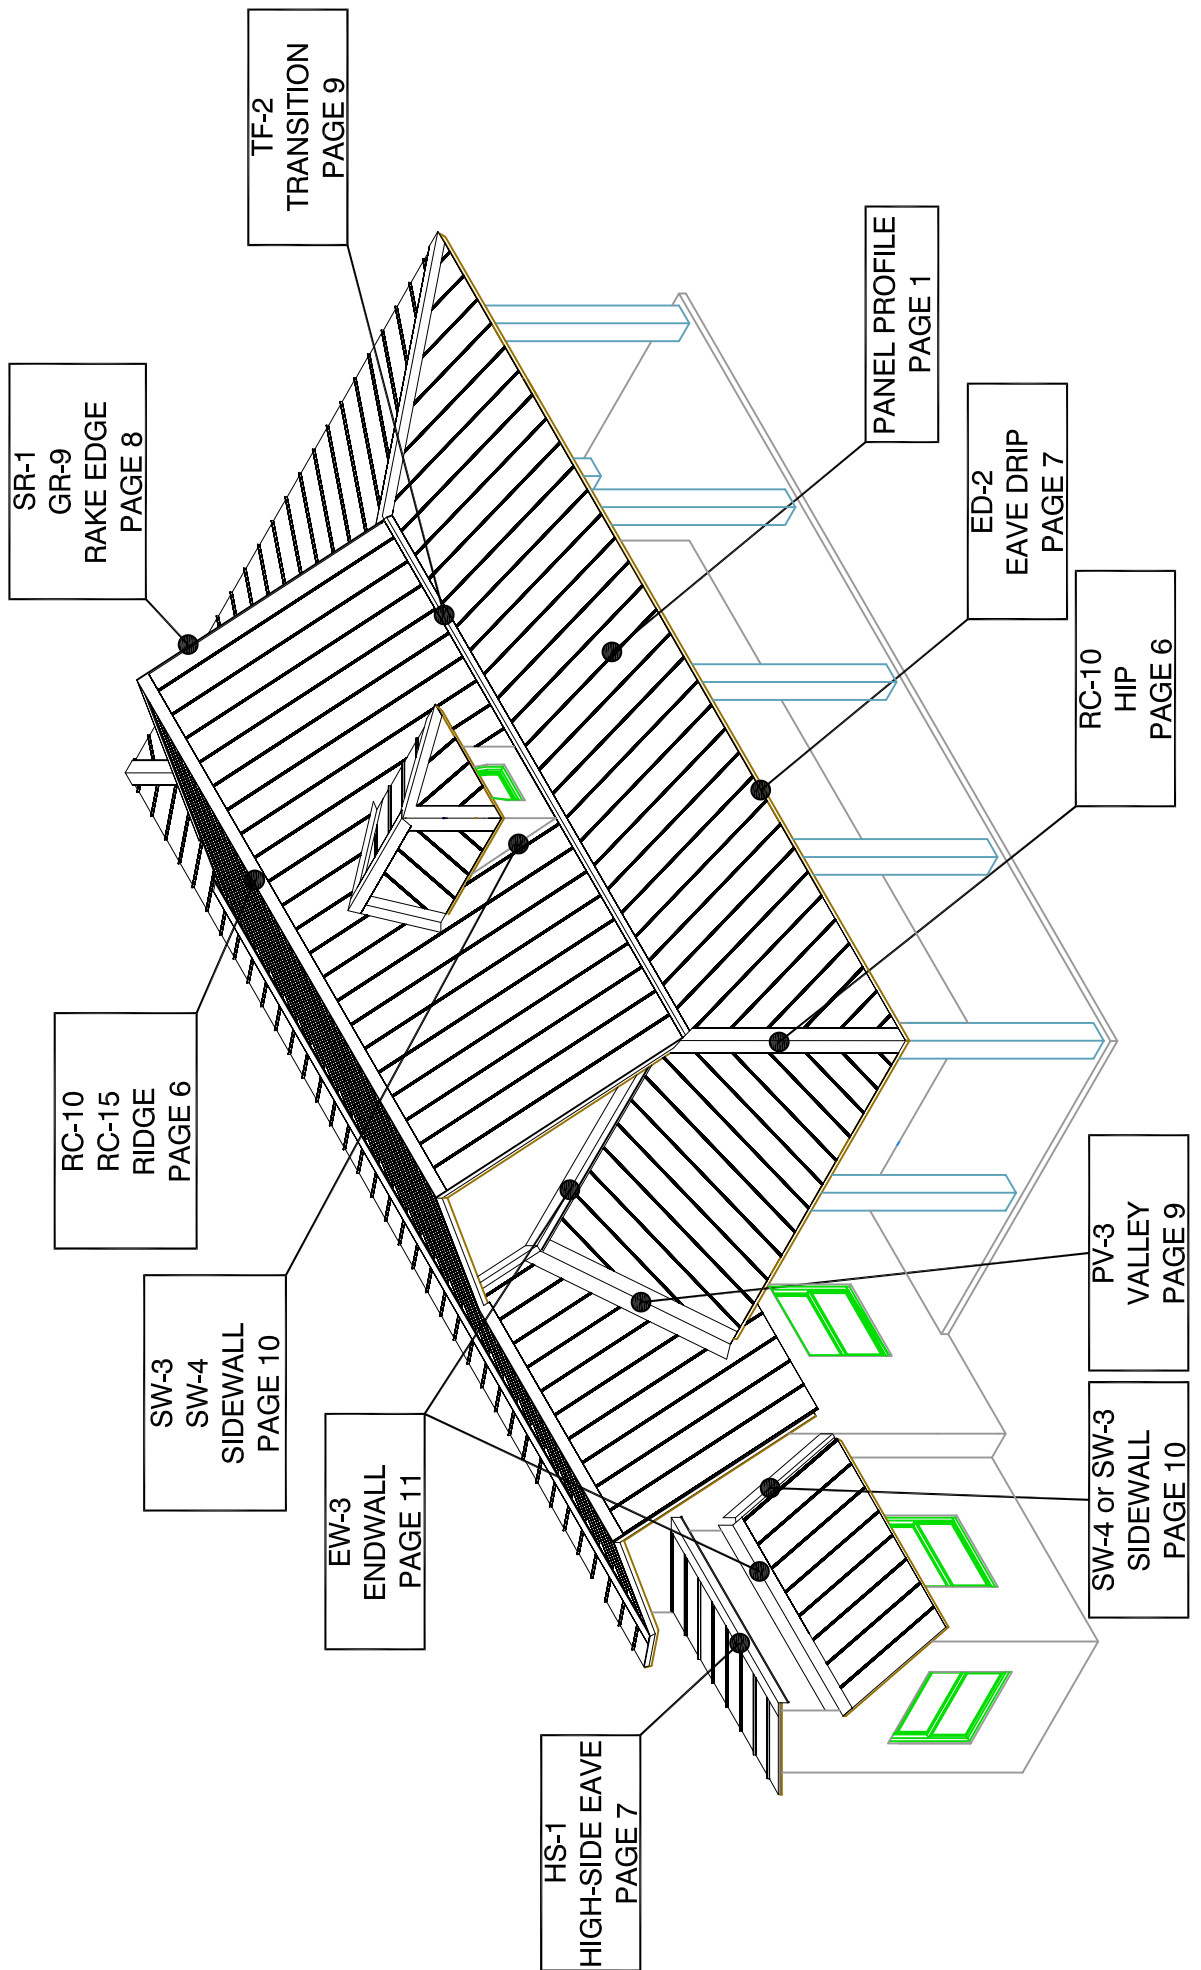 HS-1
HIGH-SIDE EAVE
PAGE 7
EW-3
ENDWALL
PAGE 11
SW-3
SW-4
SIDEWALL
PAGE 10
RC-10
RC-15
RIDGE
PAGE 6
SR-1
GR-9
RAKE EDGE
PAGE 8
TF-2
TRANSITION
PAGE 9
PANEL PROFILE
PAGE 1
ED-2
EAVE DRIP
PAGE 7
RC-10
HIP
PAGE 6
PV-3
VALLEY
PAGE 9
SW-4 or SW-3
SIDEWALL
PAGE 10